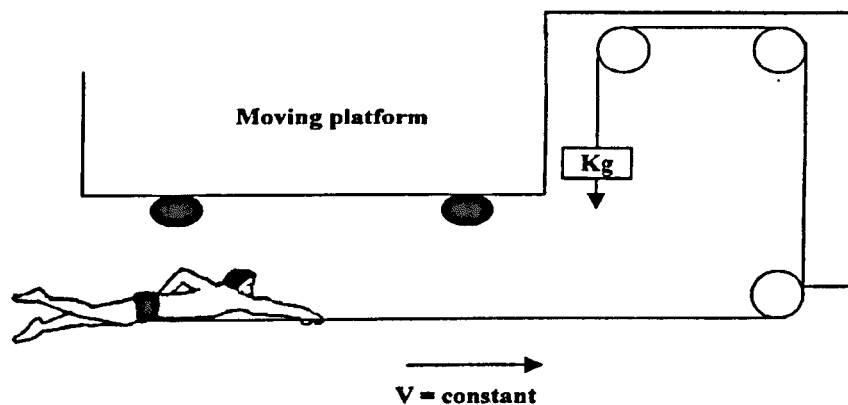 Moving platform
Kg
V = constant